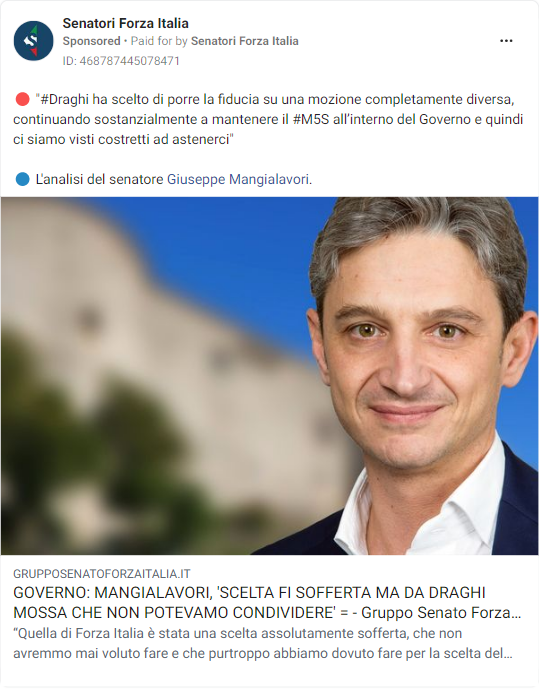 Senatori Forza Italia
Sponsored • Paid for by Senatori Forza Italia
ID: 468787445078471
"#Draghi ha scelto di porre la fiducia su una mozione completamente diversa,
continuando sostanzialmente a mantenere il #M5S all'interno del Governo e quindi
ci siamo visti costretti ad astenerci"
L'analisi del senatore Giuseppe Mangialavori.
GRUPPOSENATOFORZAITALIA.IT
GOVERNO: MANGIALAVORI, 'SCELTA FI SOFFERTA MA DA DRAGHI
MOSSA CHE NON POTEVAMO CONDIVIDERE' = - Gruppo Senato Forza...
"Quella di Forza Italia è stata una scelta assolutamente sofferta, che non
avremmo mai voluto fare e che purtroppo abbiamo dovuto fare per la scelta del...